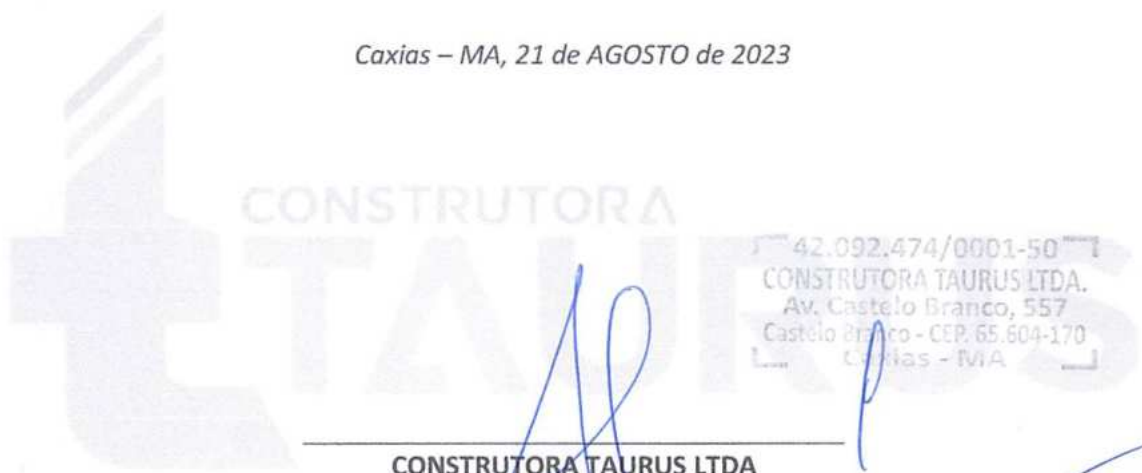 Caxias – MA, 21 de AGOSTO de 2023
CONSTRUTORA
TAURUS
42.092.474/0001-50
CONSTRUTORA TAURUS LTDA.
Av. Castelo Branco, 557
Castelo Branco - CEP. 65.604-170
Caxias - MA
CONSTRUTORA TAURUS LTDA